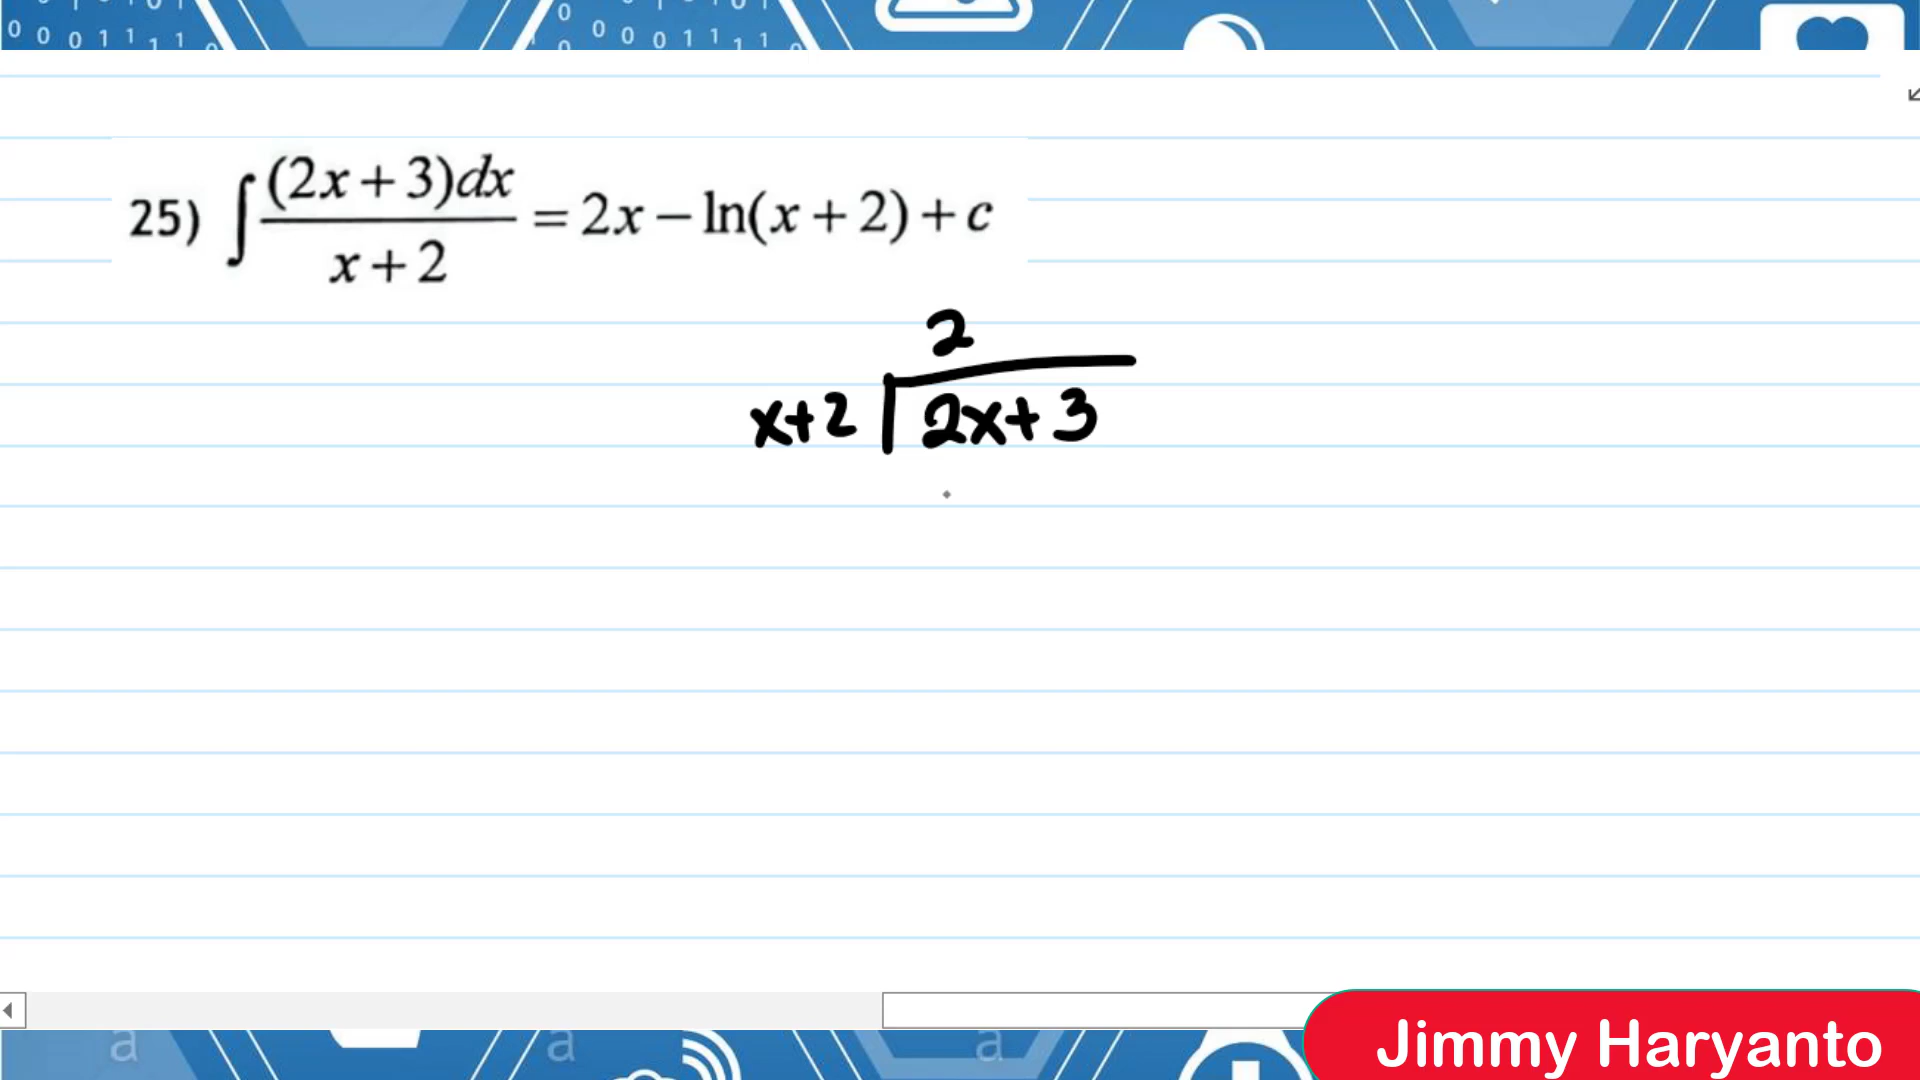 25) ∫ (2x + 3)dx / x + 2 = 2x − ln(x + 2) + c
2
x+2 2x+3
Jimmy Haryanto